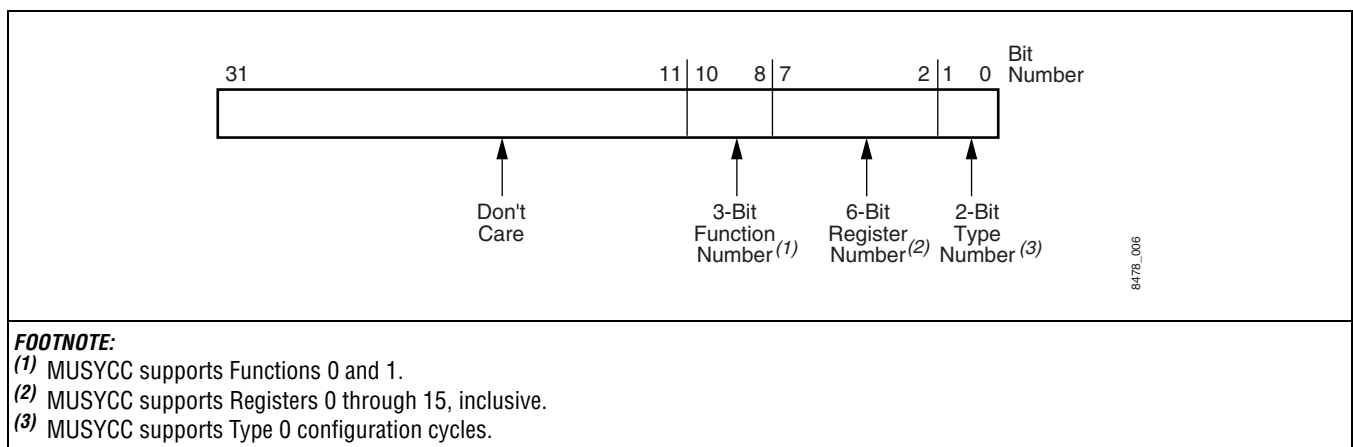 Bit
31 11 10 8 7 2 1 0 Number
Don't 3-Bit 6-Bit 2-Bit
Care Function Register Type
Number (1) Number (2) Number (3)
8478_006
FOOTNOTE:
(1) MUSYCC supports Functions 0 and 1.
(2) MUSYCC supports Registers 0 through 15, inclusive.
(3) MUSYCC supports Type 0 configuration cycles.